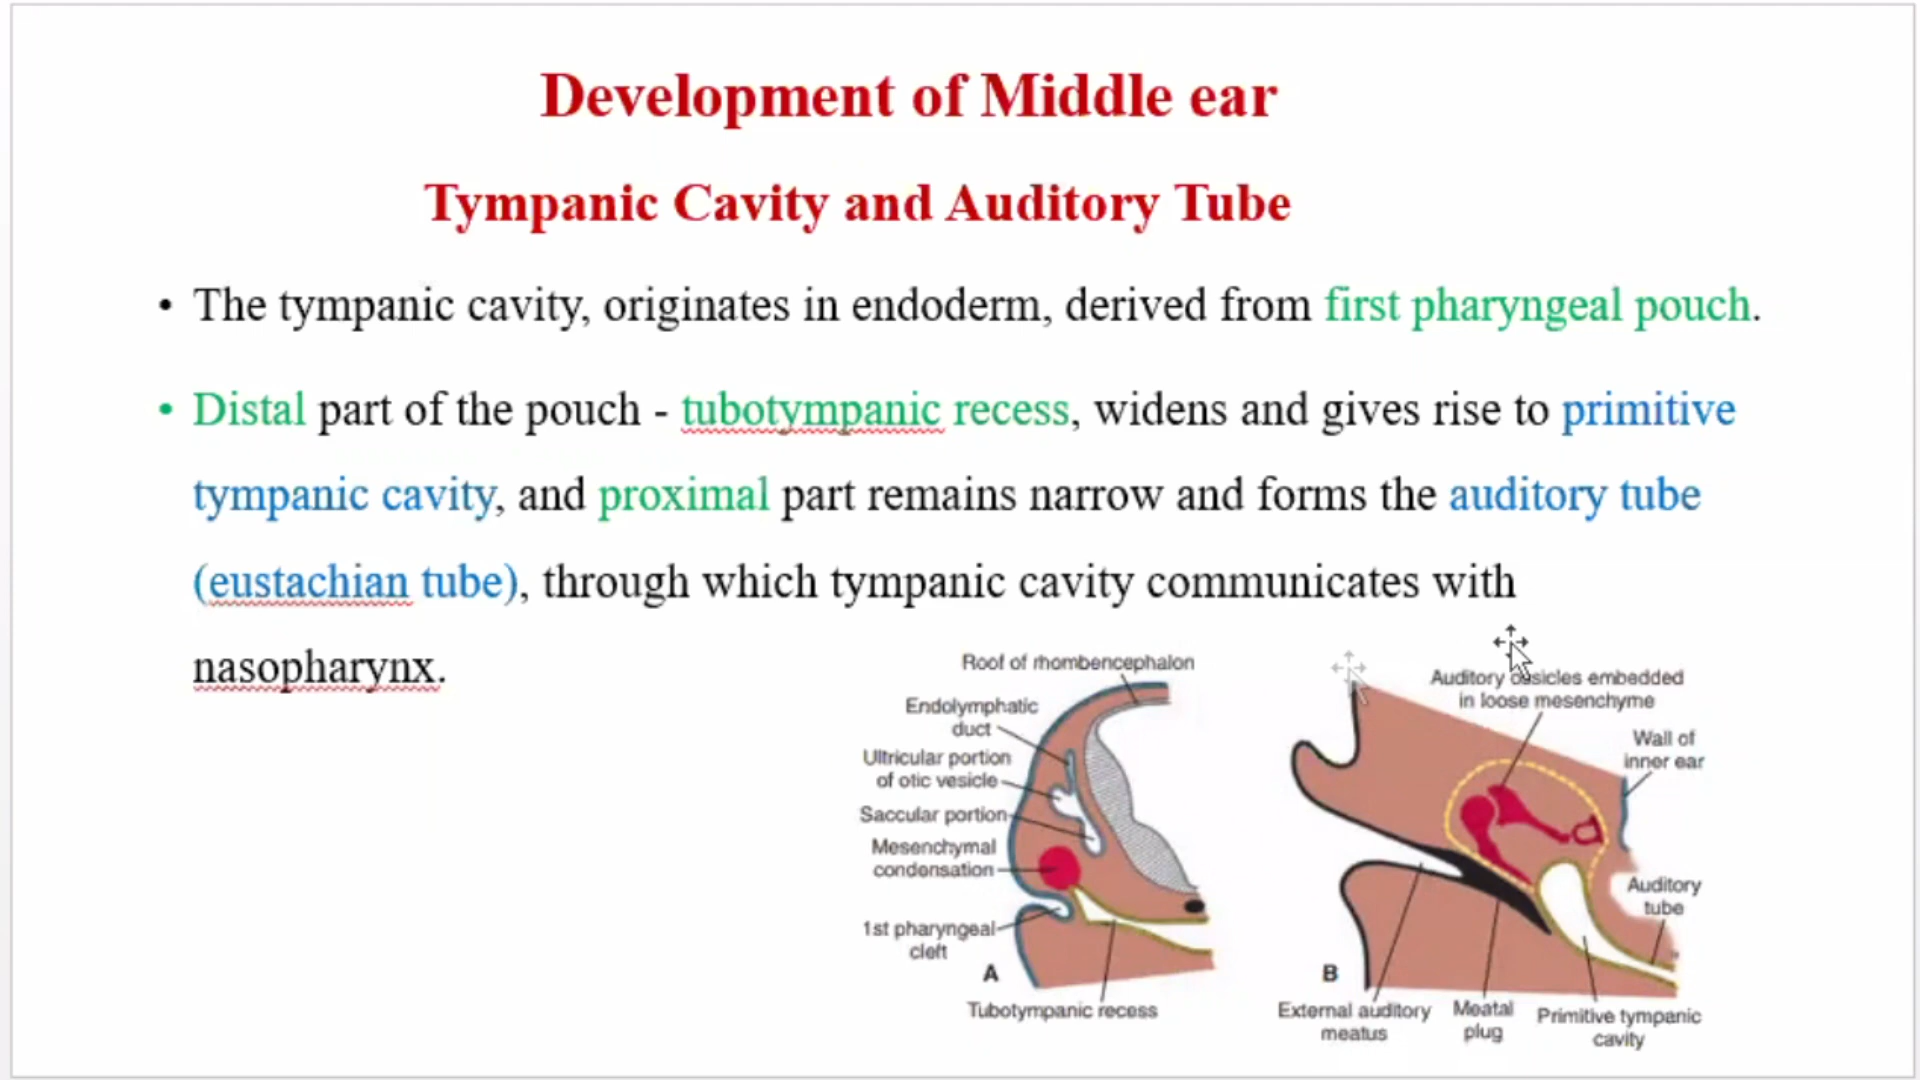 Development of Middle ear
Tympanic Cavity and Auditory Tube
• The tympanic cavity, originates in endoderm, derived from first pharyngeal pouch.
• Distal part of the pouch - tubotympanic recess, widens and gives rise to primitive
tympanic cavity, and proximal part remains narrow and forms the auditory tube
(eustachian tube), through which tympanic cavity communicates with
nasopharynx.
Roof of rhombencephalon
Endolymphatic
duct
Ultricular portion
of otic vesicle
Saccular portion
Mesenchymal
condensation
1st pharyngeal
cleft
A
Tubotympanic recess
Auditory ossicles embedded
in loose mesenchyme
Wall of
inner ear
Auditory
tube
B
External auditory
meatus
Meatal
plug
Primitive tympanic
cavity